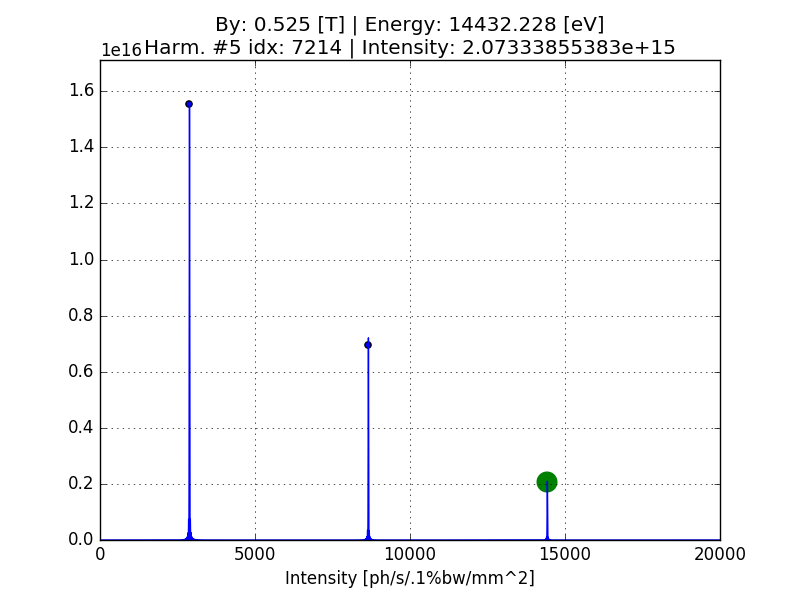 By: 0.525 [T] | Energy: 14432.228 [eV]
Harm. #5 idx: 7214 | Intensity: 2.07333855383e+15
1e16
1.6
1.4
1.2
1.0
0.8
0.6
0.4
0.2
0.0
0 5000 10000 15000 20000
Intensity [ph/s/.1%bw/mm^2]